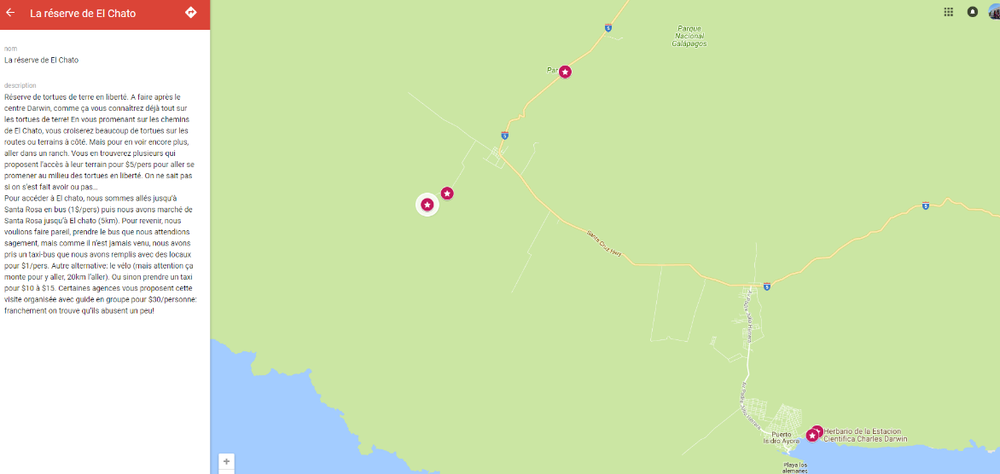 La réserve de El Chato
nom
La réserve de El Chato
description
Réserve de tortues de terre en liberté. A faire après le
centre Darwin, comme ça vous connaîtrez déjà tout sur
les tortues de terre! En vous promenant sur les chemins
de El Chato, vous croiserez beaucoup de tortues sur les
routes ou terrains à côté. Mais pour en voir encore plus,
aller dans un ranch. Vous en trouverez plusieurs qui
proposent l'accès à leur terrain pour $5/pers pour aller se
promener au milieu des tortues en liberté. On ne sait pas
si on s'est fait avoir ou pas…
Pour accéder à El chato, nous sommes allés jusqu'à
Santa Rosa en bus (1$/pers) puis nous avons marché de
Santa Rosa jusqu'à El chato (5km). Pour revenir, nous
voulions faire pareil, prendre le bus que nous attendions
sagement, mais comme il n'est jamais venu, nous avons
pris un taxi-bus que nous avons remplis avec des locaux
pour $1/pers. Autre alternative: le vélo (mais attention ça
monte pour y aller, 20km l'aller). Ou sinon prendre un taxi
pour $10 à $15. Certaines agences vous proposent cette
visite organisée avec guide en groupe pour $30/personne:
franchement on trouve qu'ils abusent un peu!
5
Parque
Nacional
Galápagos
Par
5
5
Santa Cruz Hwy
5
Av Padre Julio Herrera
Av Padre Julio Herrera
Puerto
Isidro Ayora
Herbario de la Estacion
Cientifica Charles Darwin
Playa los
alemanes
+